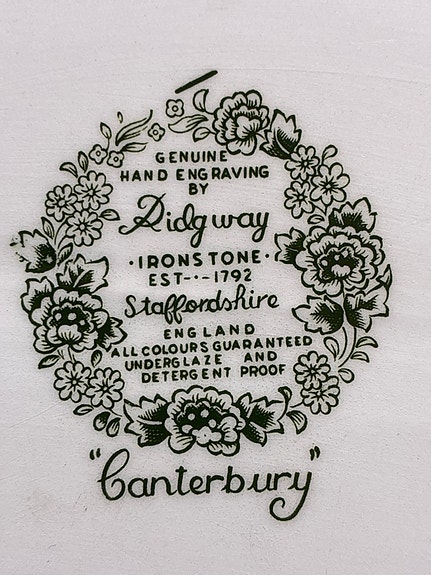 GENUINE
HAND ENGRAVING
BY
Ridgway
·IRONSTONE·
EST-·-1792
Staffordshire
ENGLAND
ALL COLOURS GUARANTEED
UNDERGLAZE AND
DETERGENT PROOF
"Canterbury"